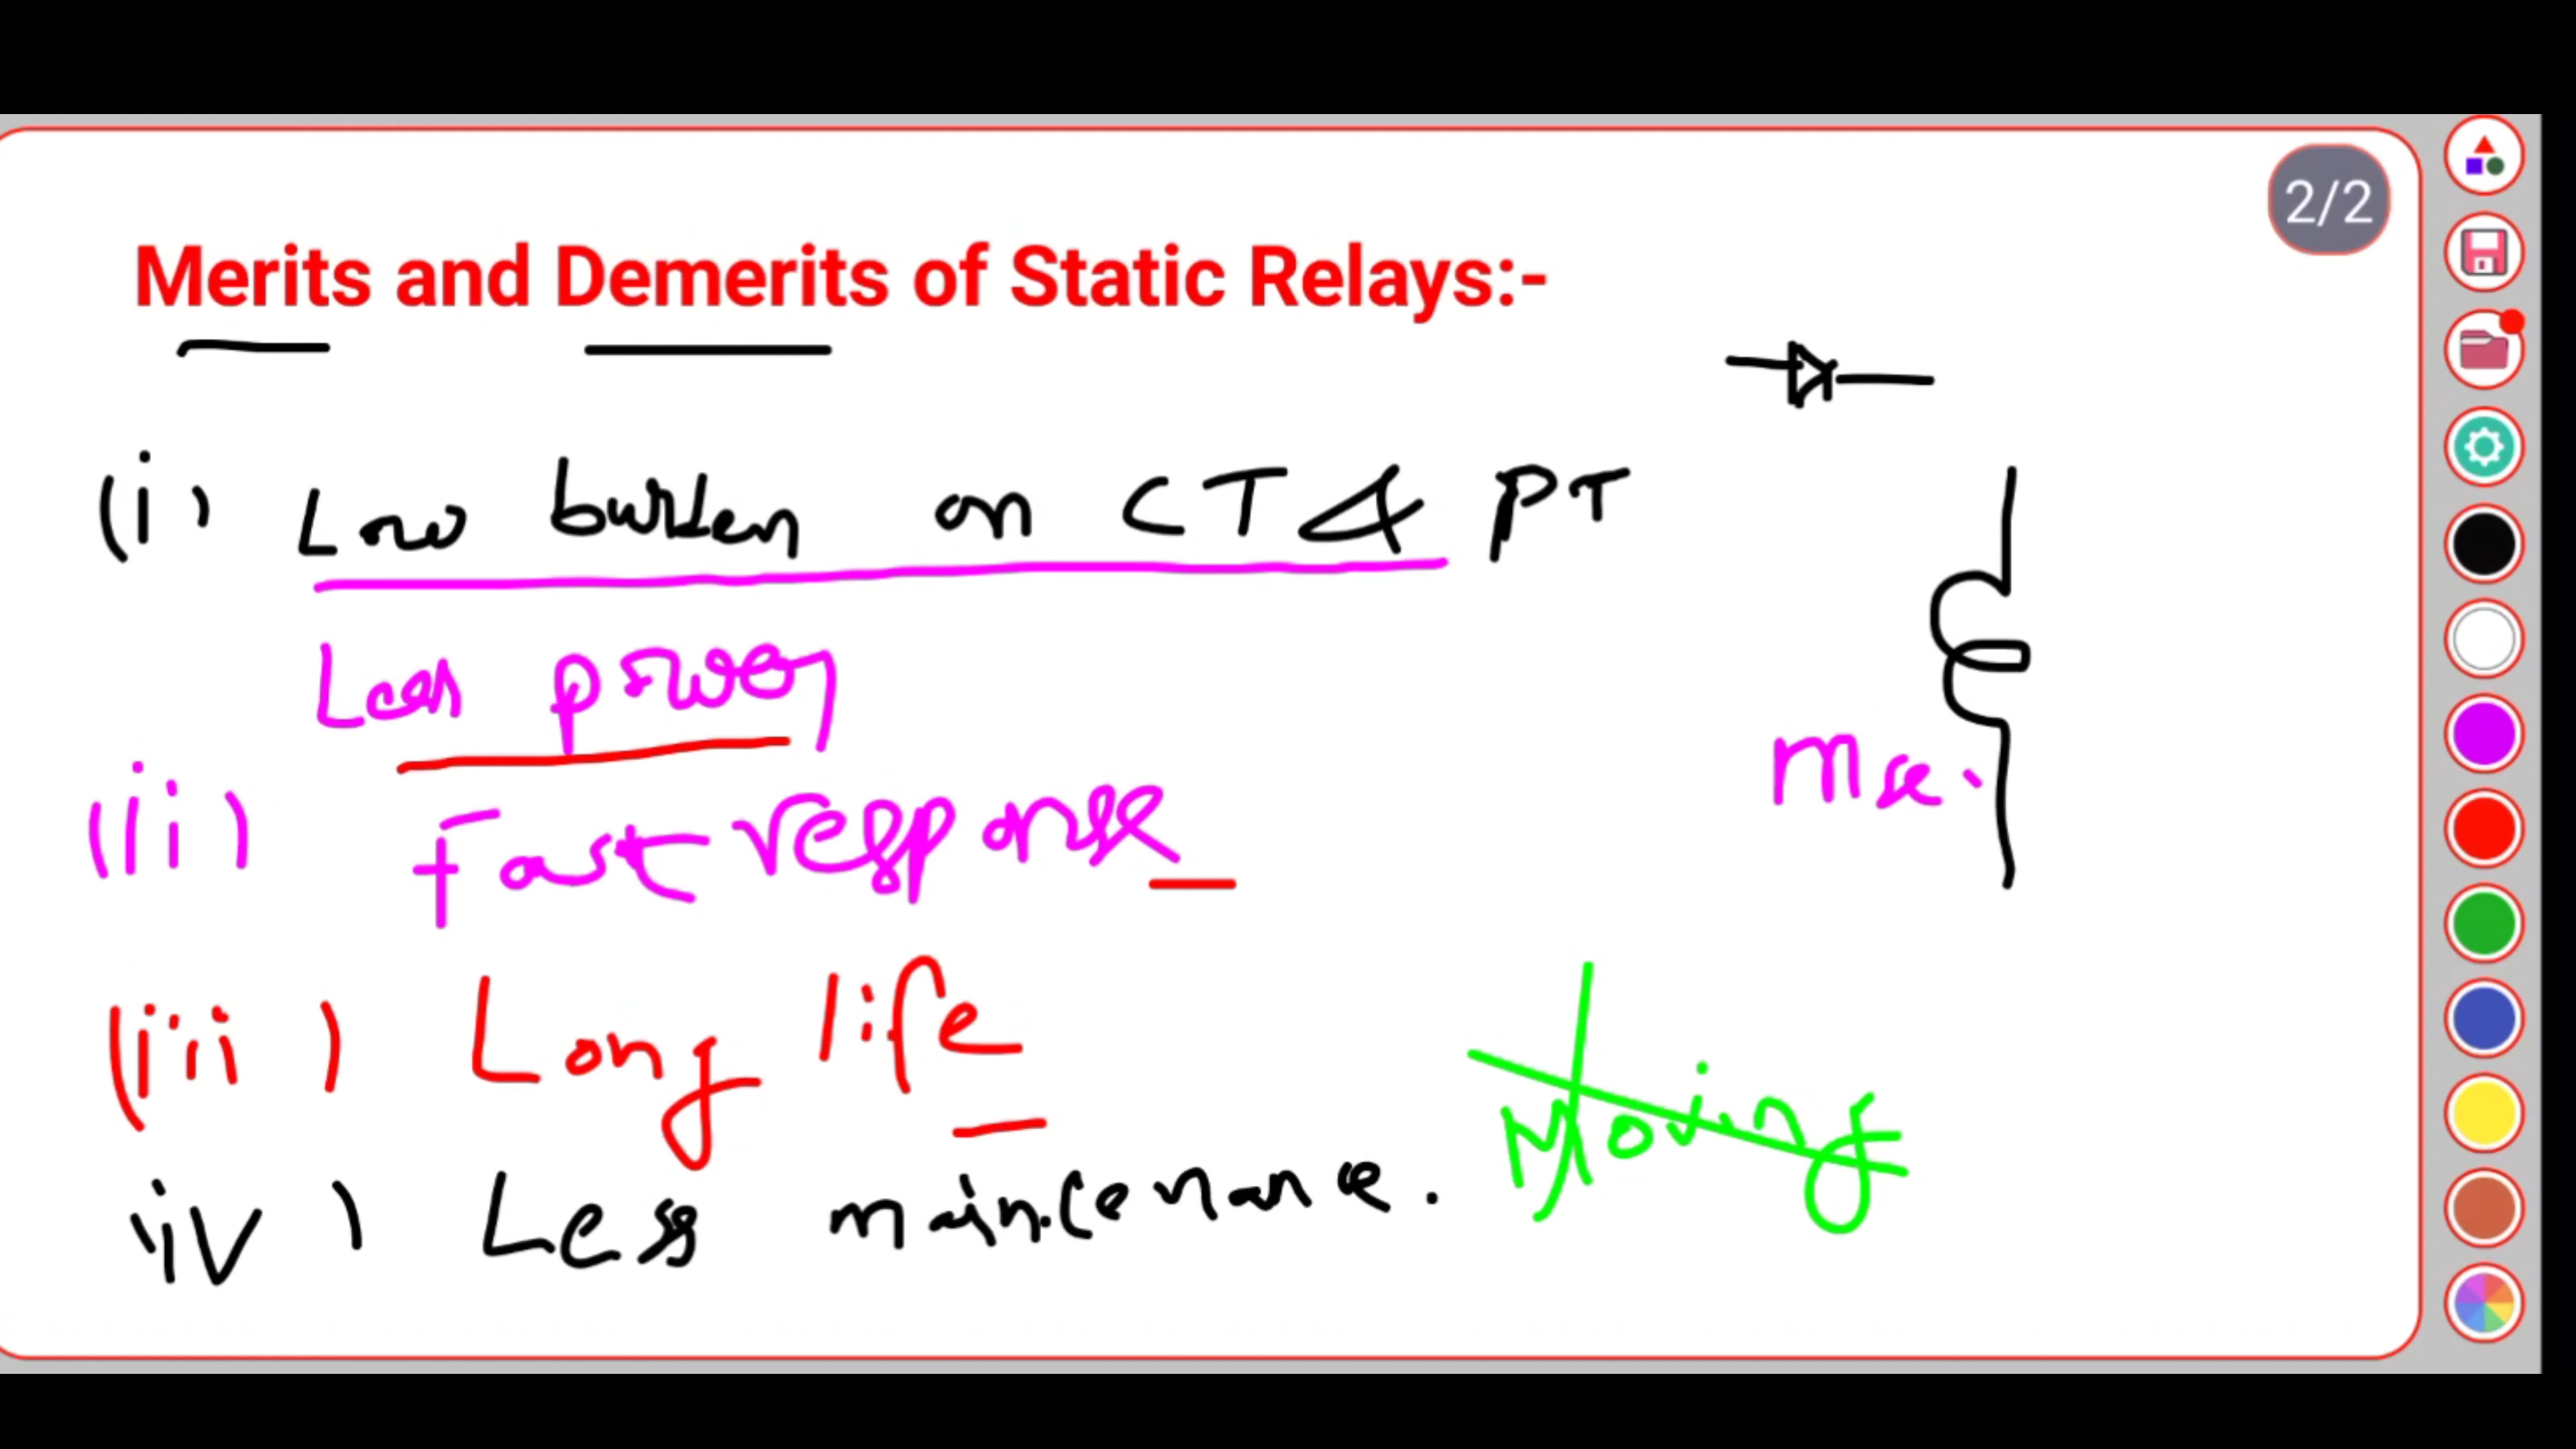 2/2
Merits and Demerits of Static Relays:-
(i) Low burden on CT & PT
Less power
m sec.
(ii) Fast response
(iii) Long life
Moving
iv) Less maintenance.